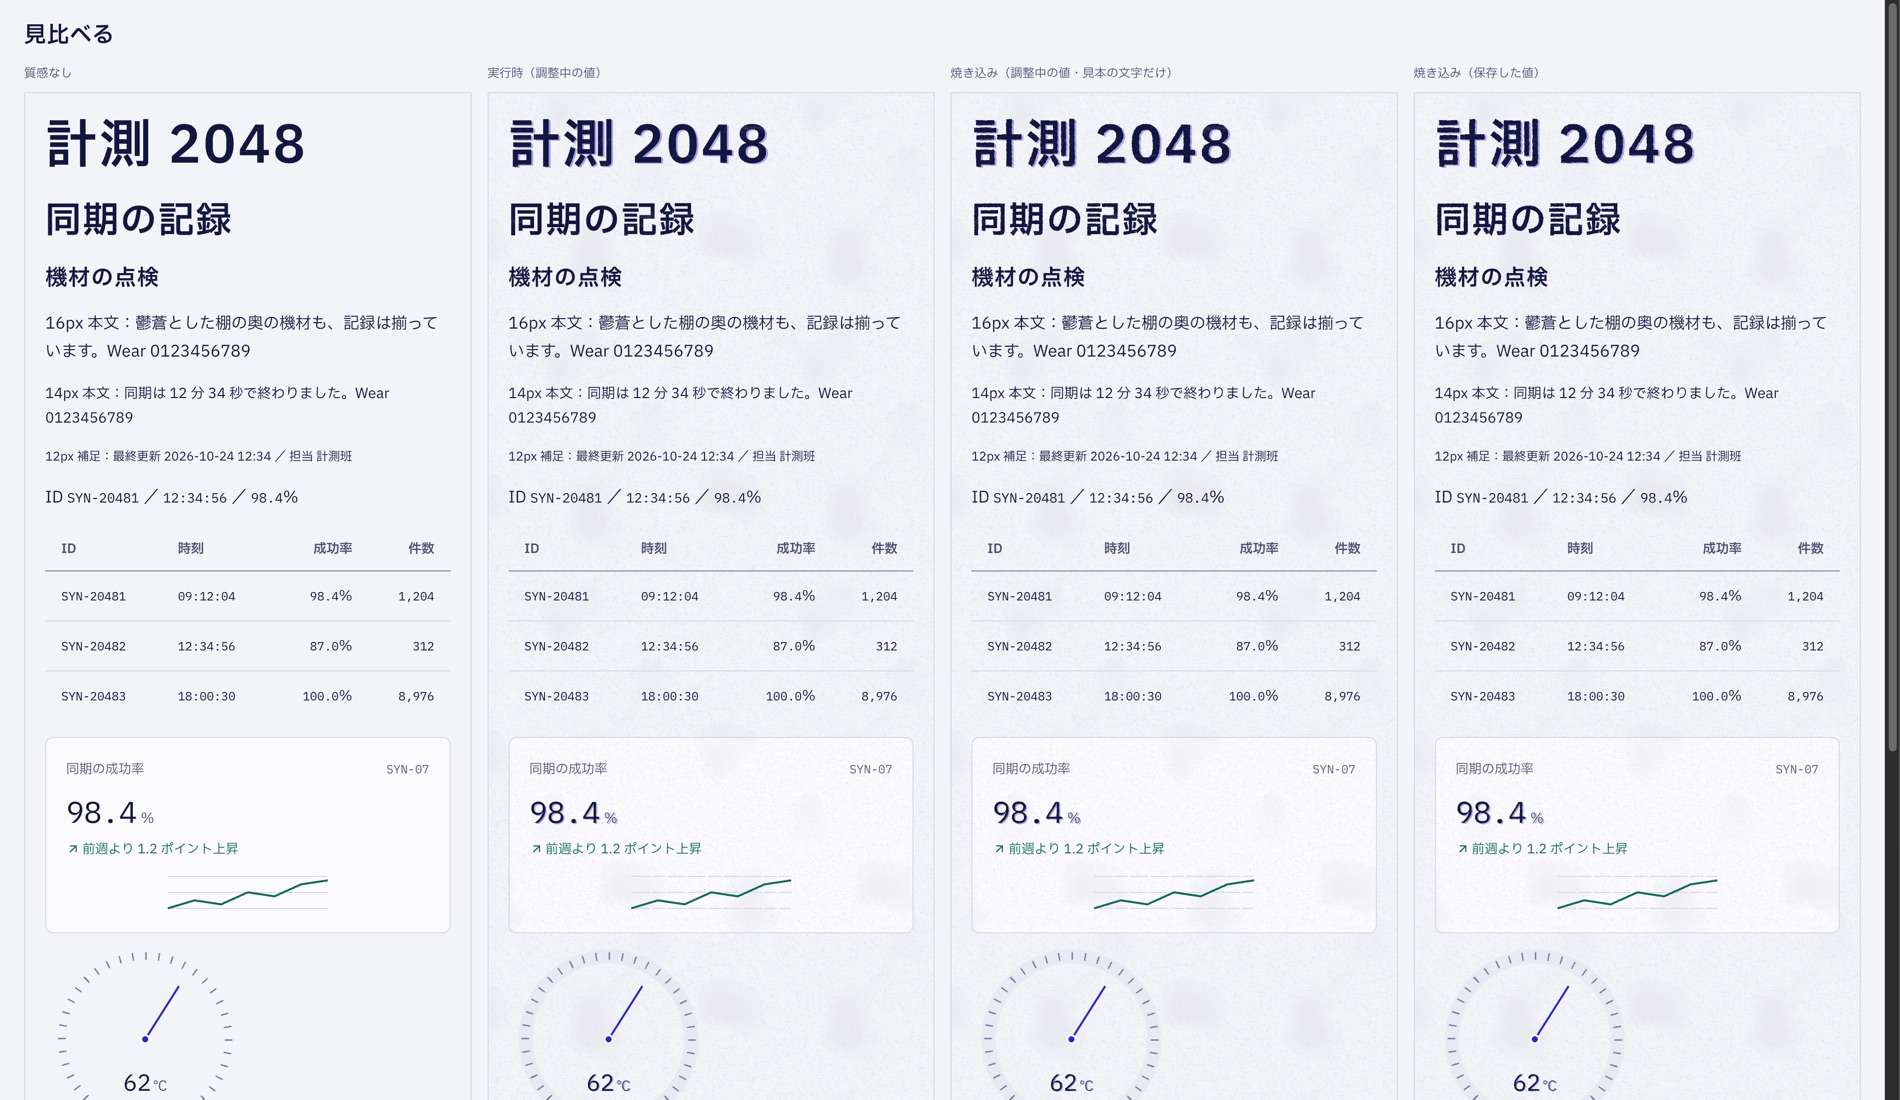 見比べる
質感なし
計測 2048
同期の記録
機材の点検
16px 本文：鬱蒼とした棚の奥の機材も、記録は揃って
います。Wear 0123456789
14px 本文：同期は 12 分 34 秒で終わりました。Wear
0123456789
12px 補足：最終更新 2026-10-24 12:34 ／ 担当 計測班
ID SYN-20481 ／ 12:34:56 ／ 98.4%
ID 時刻 成功率 件数
SYN-20481 09:12:04 98.4% 1,204
SYN-20482 12:34:56 87.0% 312
SYN-20483 18:00:30 100.0% 8,976
同期の成功率 SYN-07
98.4%
↗ 前週より 1.2 ポイント上昇
62℃
実行時（調整中の値）
計測 2048
同期の記録
機材の点検
16px 本文：鬱蒼とした棚の奥の機材も、記録は揃って
います。Wear 0123456789
14px 本文：同期は 12 分 34 秒で終わりました。Wear
0123456789
12px 補足：最終更新 2026-10-24 12:34 ／ 担当 計測班
ID SYN-20481 ／ 12:34:56 ／ 98.4%
ID 時刻 成功率 件数
SYN-20481 09:12:04 98.4% 1,204
SYN-20482 12:34:56 87.0% 312
SYN-20483 18:00:30 100.0% 8,976
同期の成功率 SYN-07
98.4%
↗ 前週より 1.2 ポイント上昇
62℃
焼き込み（調整中の値・見本の文字だけ）
計測 2048
同期の記録
機材の点検
16px 本文：鬱蒼とした棚の奥の機材も、記録は揃って
います。Wear 0123456789
14px 本文：同期は 12 分 34 秒で終わりました。Wear
0123456789
12px 補足：最終更新 2026-10-24 12:34 ／ 担当 計測班
ID SYN-20481 ／ 12:34:56 ／ 98.4%
ID 時刻 成功率 件数
SYN-20481 09:12:04 98.4% 1,204
SYN-20482 12:34:56 87.0% 312
SYN-20483 18:00:30 100.0% 8,976
同期の成功率 SYN-07
98.4%
↗ 前週より 1.2 ポイント上昇
62℃
焼き込み（保存した値）
計測 2048
同期の記録
機材の点検
16px 本文：鬱蒼とした棚の奥の機材も、記録は揃って
います。Wear 0123456789
14px 本文：同期は 12 分 34 秒で終わりました。Wear
0123456789
12px 補足：最終更新 2026-10-24 12:34 ／ 担当 計測班
ID SYN-20481 ／ 12:34:56 ／ 98.4%
ID 時刻 成功率 件数
SYN-20481 09:12:04 98.4% 1,204
SYN-20482 12:34:56 87.0% 312
SYN-20483 18:00:30 100.0% 8,976
同期の成功率 SYN-07
98.4%
↗ 前週より 1.2 ポイント上昇
62℃